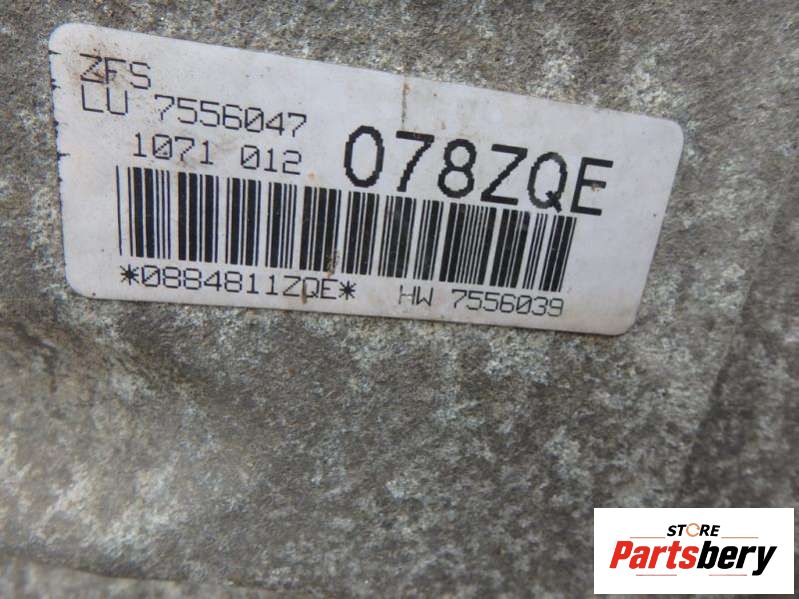 ZFS
LU 7556047
1071 012 078ZQE
*0884811ZQE* HW 7556039
STORE
Partsbery